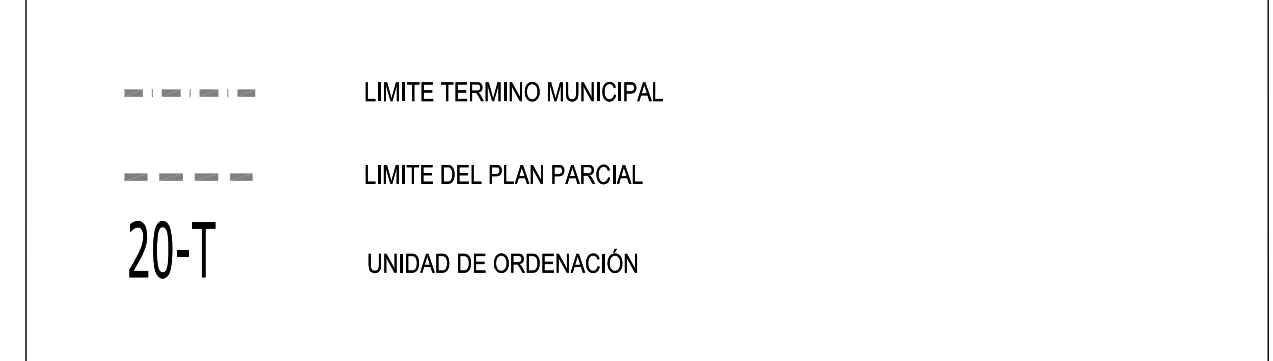 LIMITE TERMINO MUNICIPAL
LIMITE DEL PLAN PARCIAL
20-T UNIDAD DE ORDENACIÓN